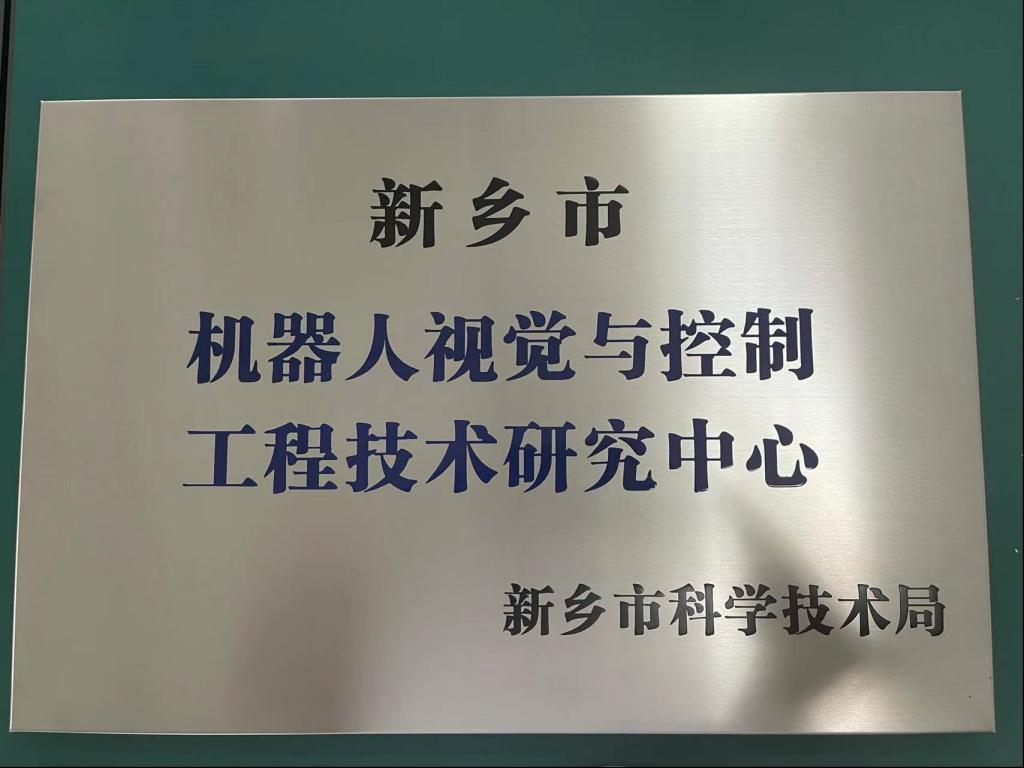 新乡市
机器人视觉与控制
工程技术研究中心
新乡市科学技术局